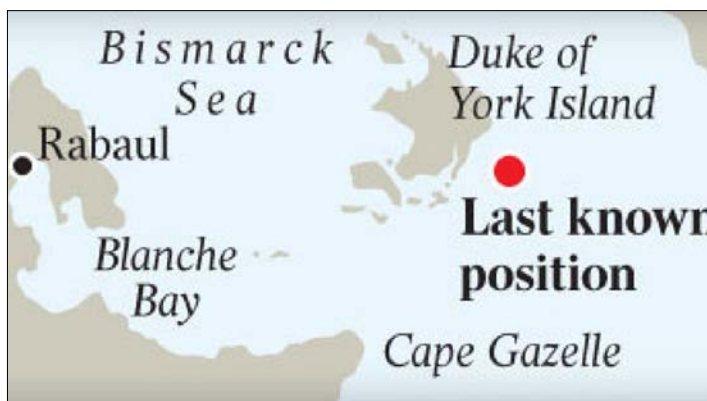 Bismarck
Sea
Duke of
York Island
Rabaul
Last known
position
Blanche
Bay
Cape Gazelle